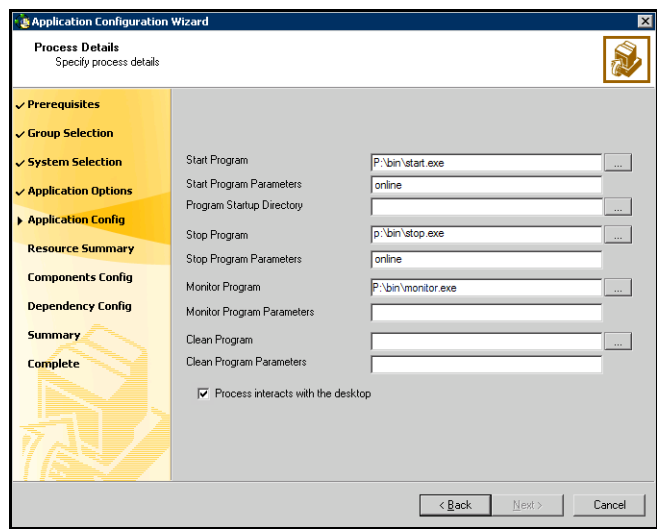 Application Configuration Wizard
Process Details
Specify process details
Prerequisites
Group Selection
System Selection
Application Options
Application Config
Resource Summary
Components Config
Dependency Config
Summary
Complete
Start Program P:\bin\start.exe ...
Start Program Parameters online
Program Startup Directory ...
Stop Program p:\bin\stop.exe ...
Stop Program Parameters online
Monitor Program P:\bin\monitor.exe ...
Monitor Program Parameters
Clean Program ...
Clean Program Parameters
Process interacts with the desktop
< Back Next > Cancel